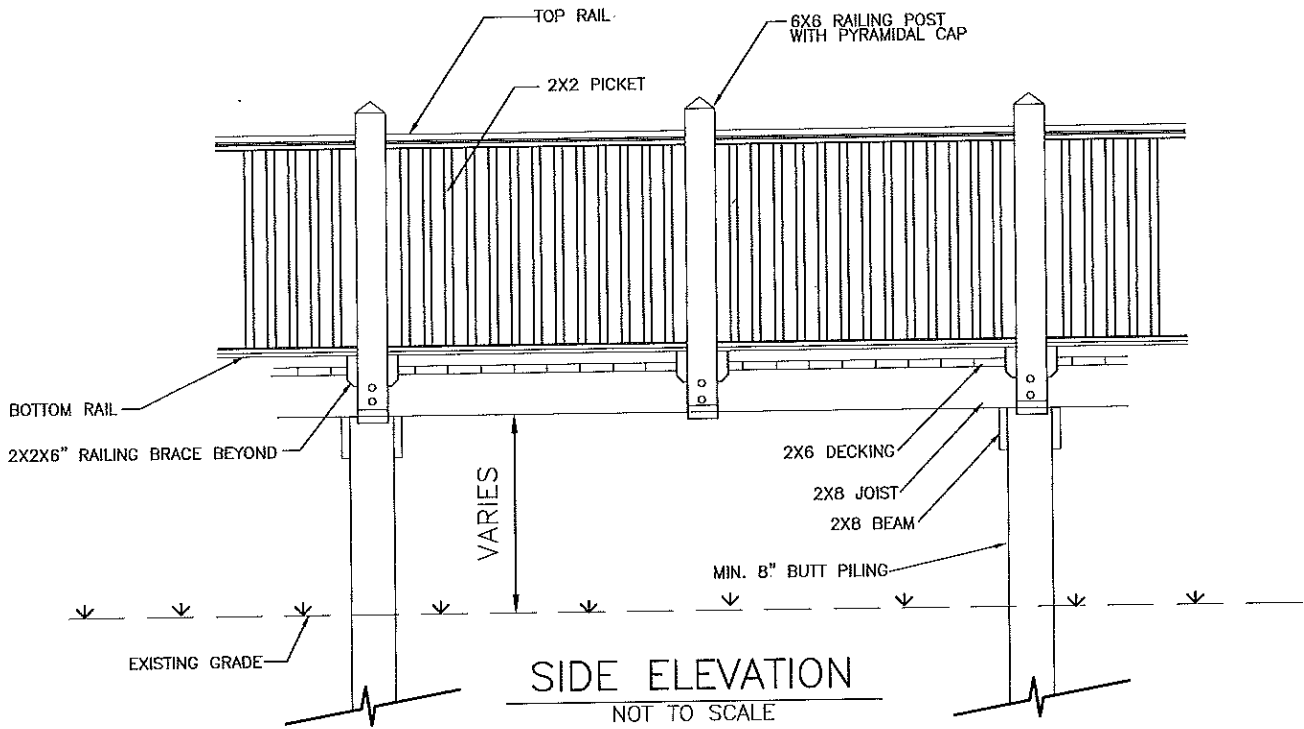 TOP RAIL
6X6 RAILING POST
WITH PYRAMIDAL CAP
2X2 PICKET
BOTTOM RAIL
2X2X6" RAILING BRACE BEYOND
VARIES
2X6 DECKING
2X8 JOIST
2X8 BEAM
MIN. 8" BUTT PILING
EXISTING GRADE
SIDE ELEVATION
NOT TO SCALE